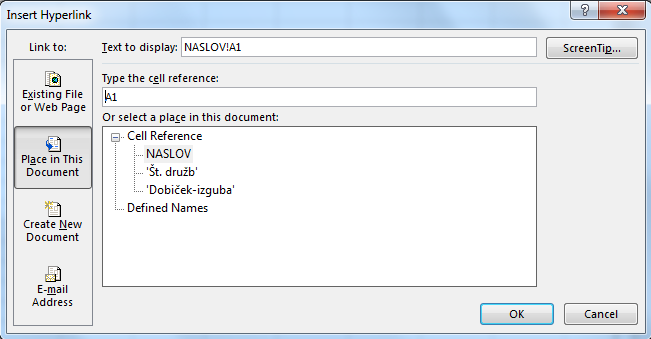 Insert Hyperlink
Link to:
Text to display: NASLOV!A1
ScreenTip...
Existing File
or Web Page
Place in This
Document
Create New
Document
E-mail
Address
Type the cell reference:
A1
Or select a place in this document:
Cell Reference
NASLOV
'Št. družb'
'Dobiček-izguba'
Defined Names
OK
Cancel